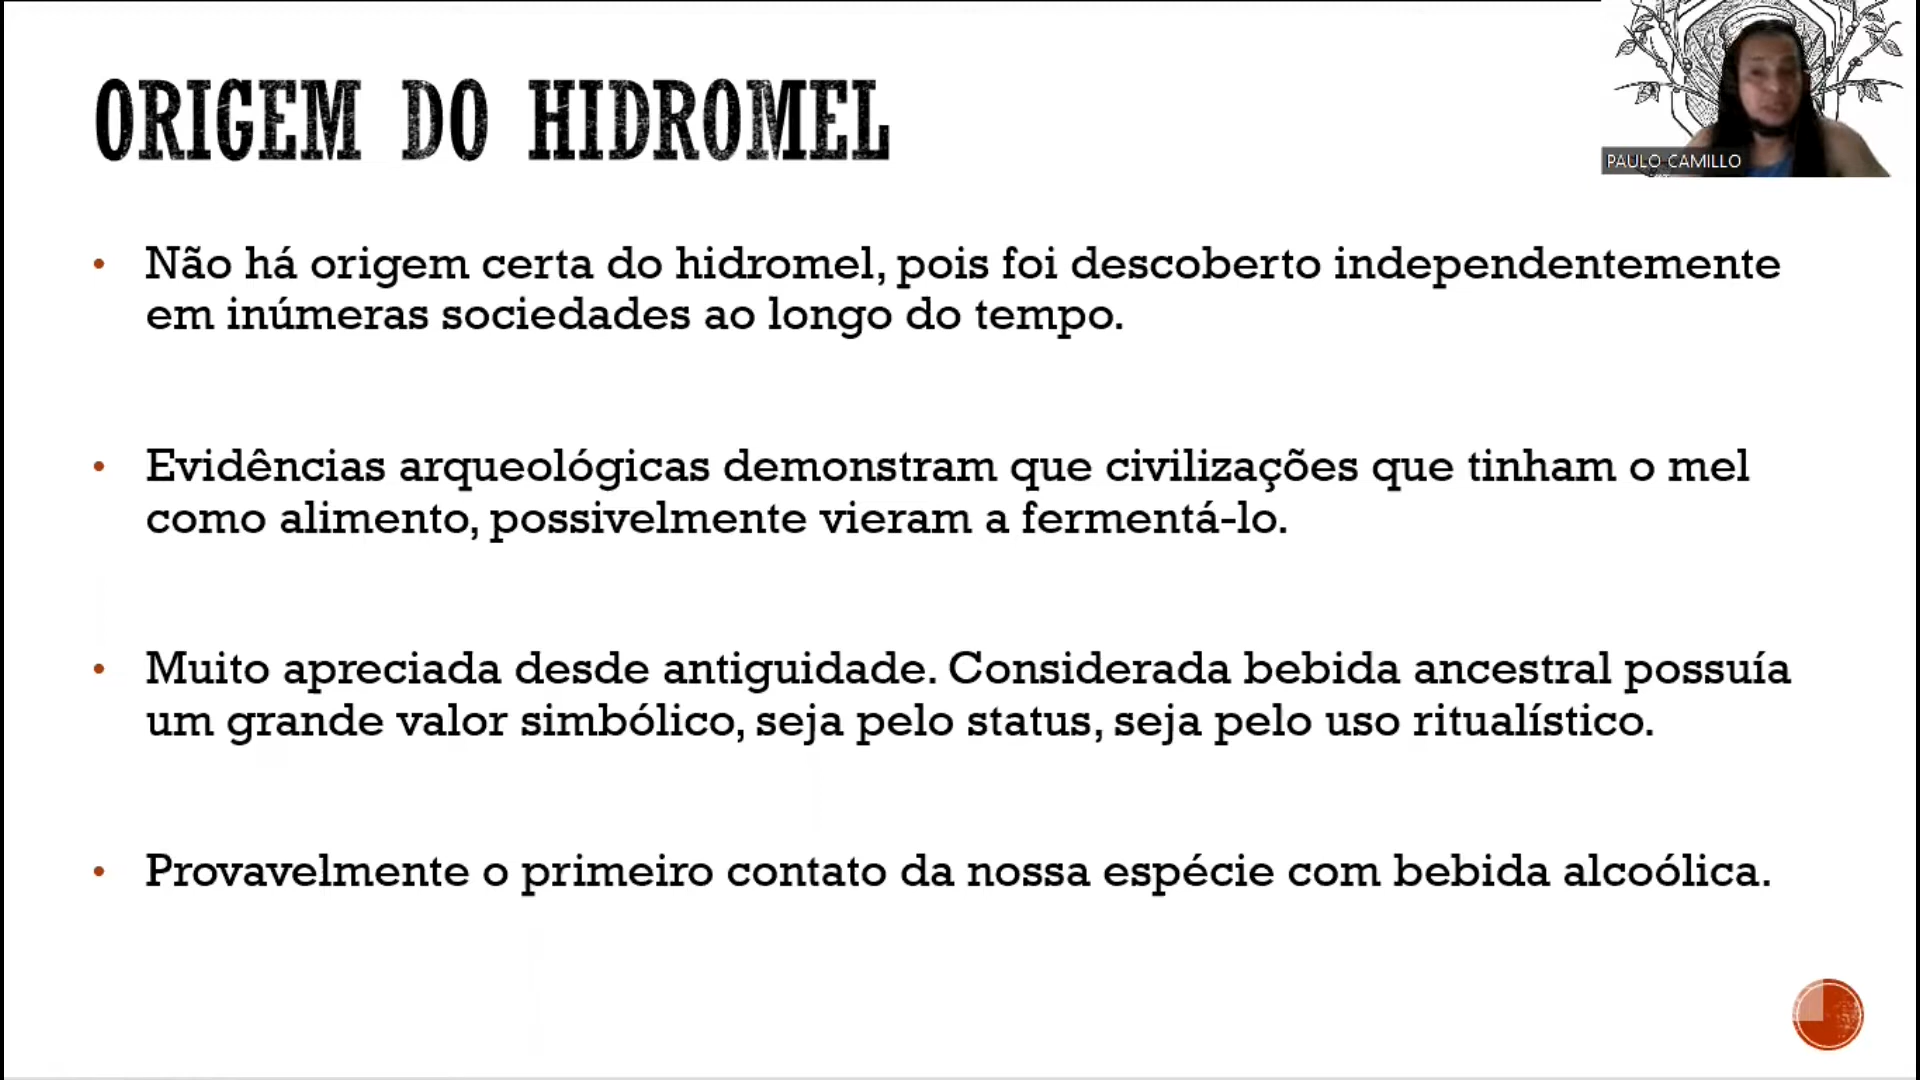 ORIGEM DO HIDROMEL
PAULO CAMILLO
• Não há origem certa do hidromel, pois foi descoberto independentemente
em inúmeras sociedades ao longo do tempo.
• Evidências arqueológicas demonstram que civilizações que tinham o mel
como alimento, possivelmente vieram a fermentá-lo.
• Muito apreciada desde antiguidade. Considerada bebida ancestral possuía
um grande valor simbólico, seja pelo status, seja pelo uso ritualístico.
• Provavelmente o primeiro contato da nossa espécie com bebida alcoólica.